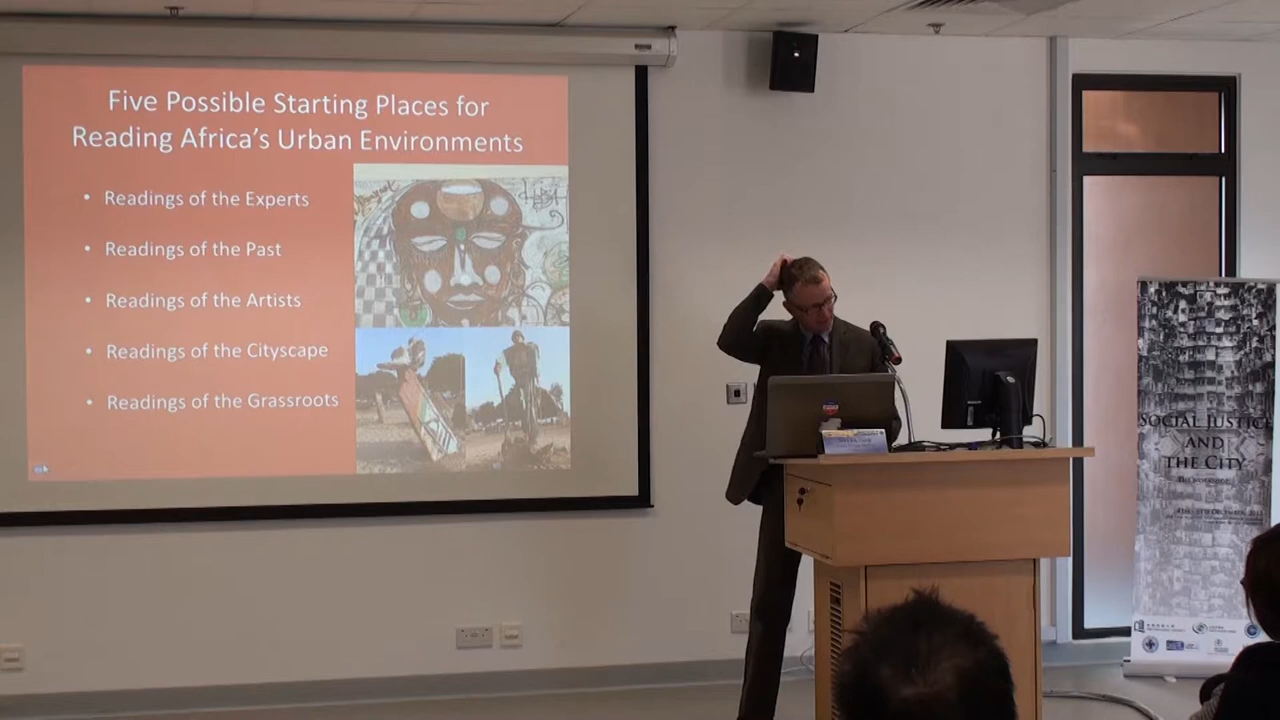 Five Possible Starting Places for
Reading Africa's Urban Environments
• Readings of the Experts
• Readings of the Past
• Readings of the Artists
• Readings of the Cityscape
• Readings of the Grassroots
SOCIAL JUSTICE
AND
THE CITY